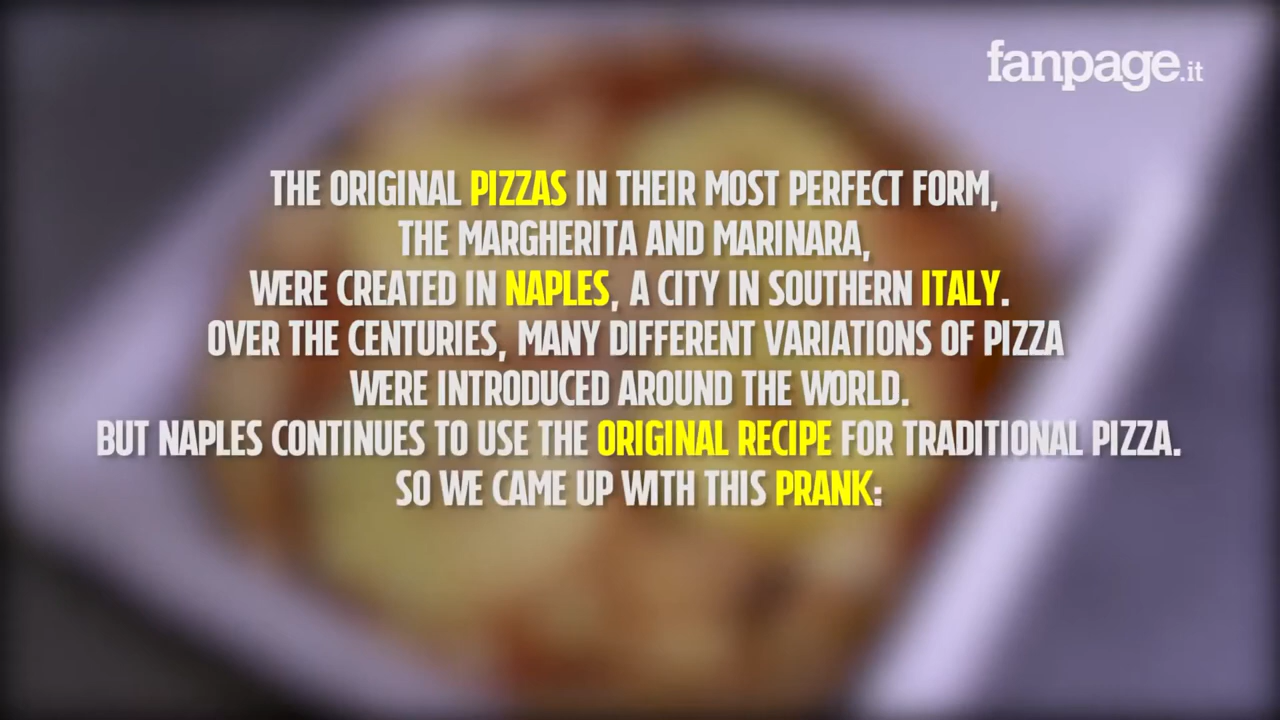 fanpage.it
THE ORIGINAL PIZZAS IN THEIR MOST PERFECT FORM,
THE MARGHERITA AND MARINARA,
WERE CREATED IN NAPLES, A CITY IN SOUTHERN ITALY.
OVER THE CENTURIES, MANY DIFFERENT VARIATIONS OF PIZZA
WERE INTRODUCED AROUND THE WORLD.
BUT NAPLES CONTINUES TO USE THE ORIGINAL RECIPE FOR TRADITIONAL PIZZA.
SO WE CAME UP WITH THIS PRANK: